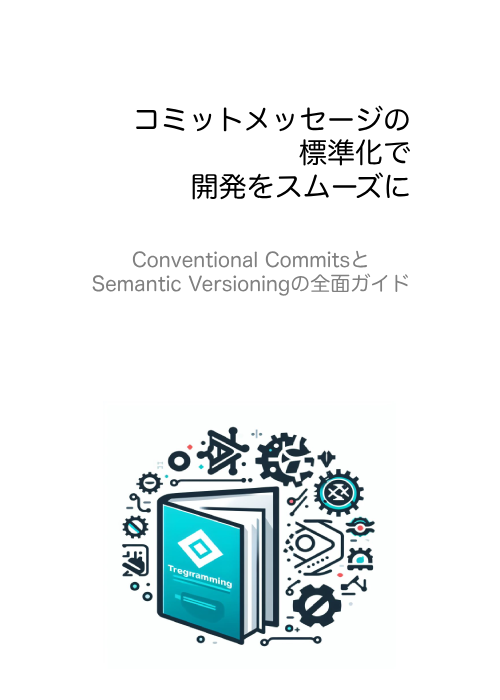 コミットメッセージの
標準化で
開発をスムーズに
Conventional Commitsと
Semantic Versioningの全面ガイド
Tregrramming